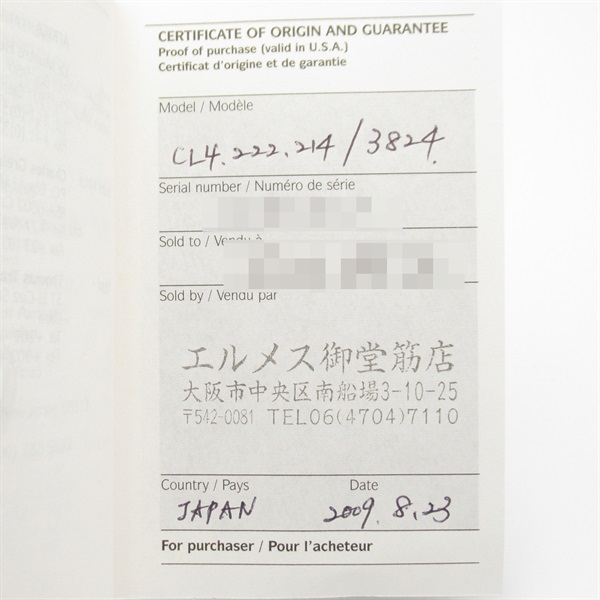 CERTIFICATE OF ORIGIN AND GUARANTEE
Proof of purchase (valid in U.S.A.)
Certificat d'origine et de garantie
Model / Modèle
CL4.222.214/3824.
Serial number / Numéro de série
Sold to / Vendu à
Sold by / Vendu par
エルメス御堂筋店
大阪市中央区南船場3-10-25
〒542-0081 TEL06(4704)7110
Country / Pays Date
JAPAN 2009.8.23
For purchaser / Pour l'acheteur